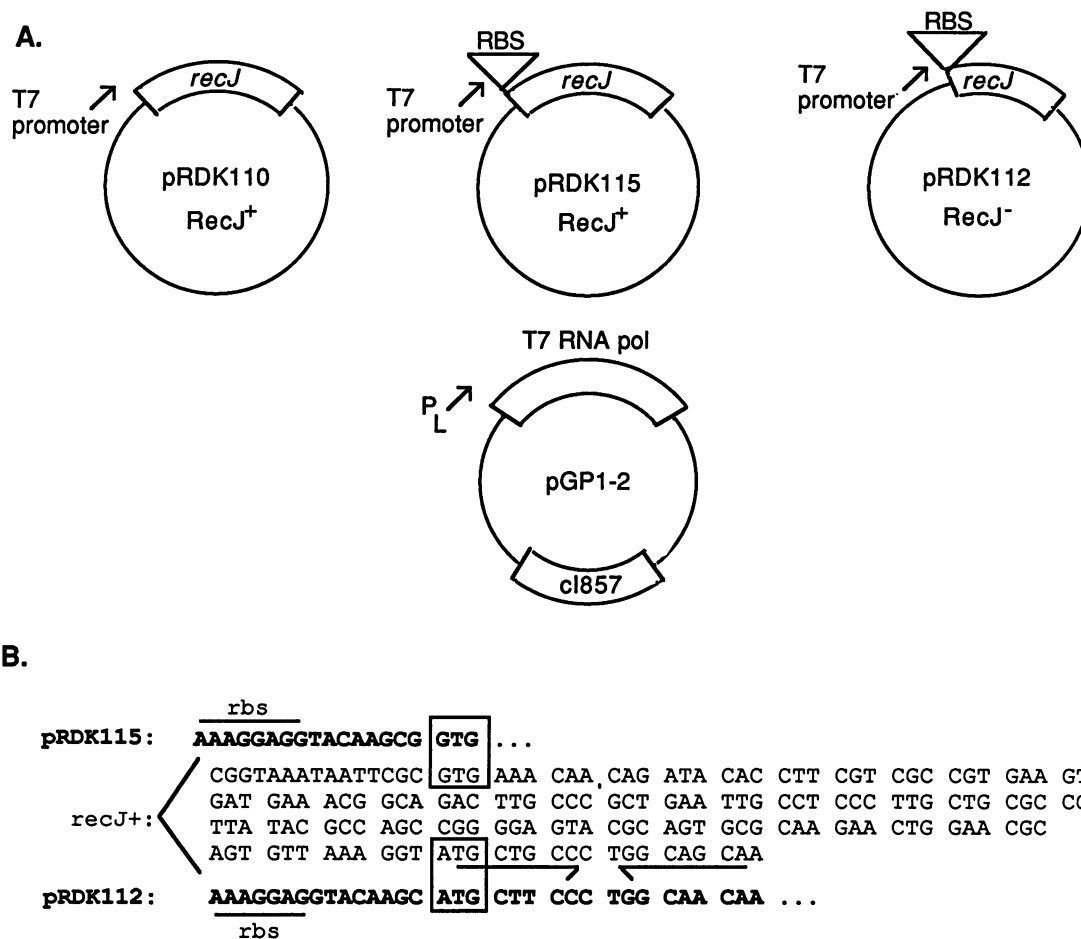 A.
RBS
recJ
T7
promoter
pRDK110
RecJ+
RBS
recJ
T7
promoter
pRDK115
RecJ+
RBS
recJ
T7
promoter
pRDK112
RecJ-
T7 RNA pol
PL
pGP1-2
cI857
B.
rbs
pRDK115: AAAGGAGGTACAAGCG GTG ...
CGGTAAATAATTCGC GTG AAA CAA CAG ATA CAC CTT CGT CGC CGT GAA GT
recJ+: GAT GAA ACG GCA GAC TTG CCC GCT GAA TTG CCT CCC TTG CTG CGC
TTA TAC GCC AGC CGG GGA GTA CGC AGT GCG CAA GAA CTG GAA CGC
AGT GTT AAA GGT ATG CTG CCC TGG CAG CAA
pRDK112: AAAGGAGGTACAAGC ATG CTT CCC TGG CAA CAA ...
rbs